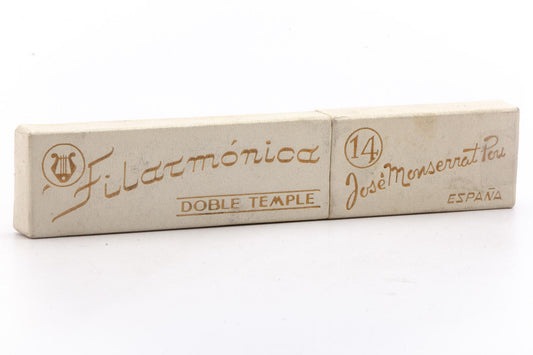 Filarmónica
DOBLE TEMPLE
14
José Monserrat Pou
ESPAÑA